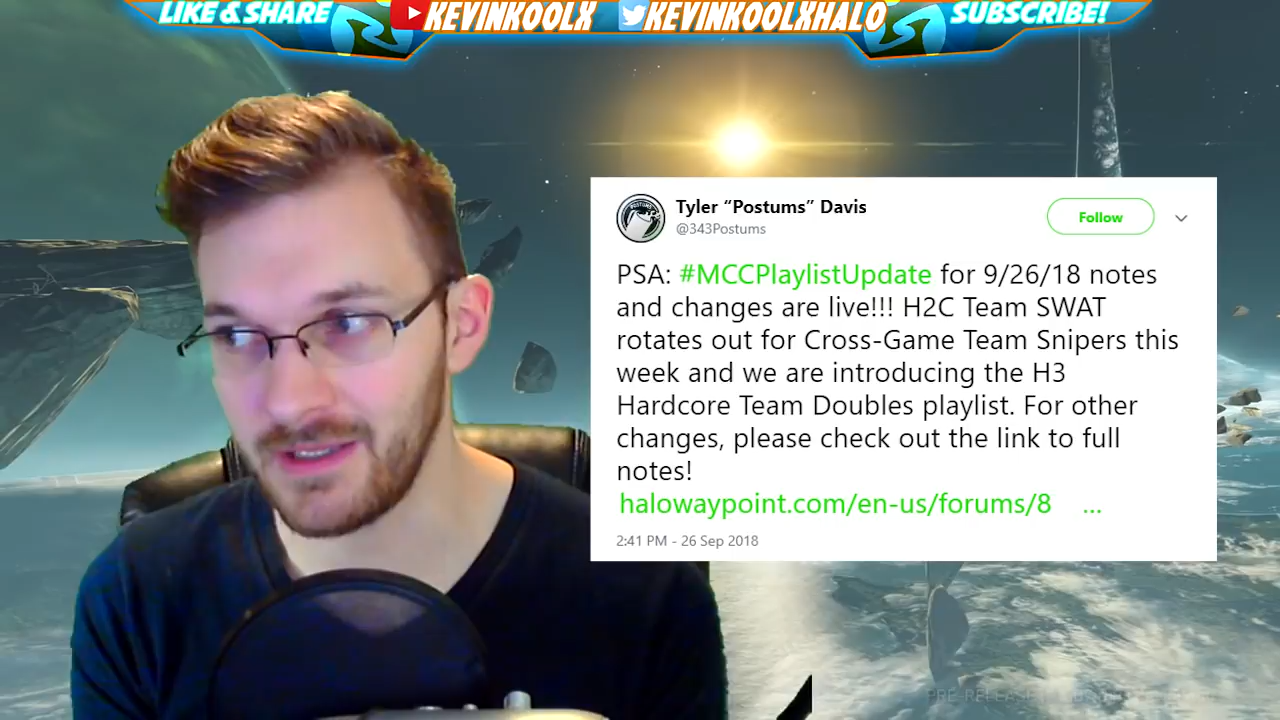 LIKE & SHARE KEVINKOOLX KEVINKOOLXHALO SUBSCRIBE!
Tyler “Postums” Davis
@343Postums
Follow
PSA: #MCCPlaylistUpdate for 9/26/18 notes
and changes are live!!! H2C Team SWAT
rotates out for Cross-Game Team Snipers this
week and we are introducing the H3
Hardcore Team Doubles playlist. For other
changes, please check out the link to full
notes!
halowaypoint.com/en-us/forums/8 ...
2:41 PM - 26 Sep 2018